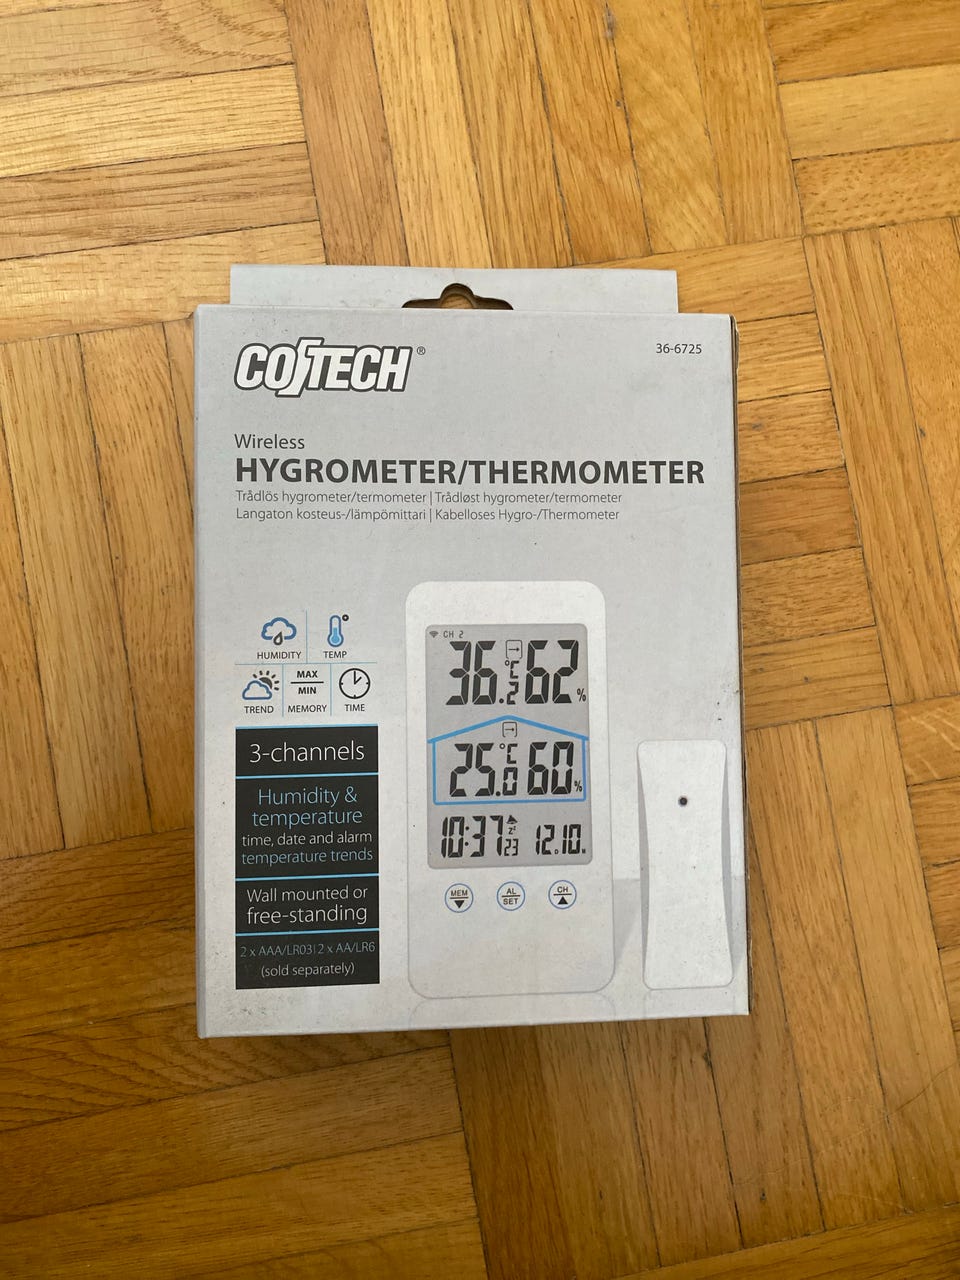 COTECH®
36-6725
Wireless
HYGROMETER/THERMOMETER
Trådlös hygrometer/termometer | Trådløst hygrometer/termometer
Langaton kosteus-/lämpömittari | Kabelloses Hygro-/Thermometer
HUMIDITY
TEMP
TREND
MAX
MIN
MEMORY
TIME
3-channels
Humidity &
temperature
time, date and alarm
temperature trends
Wall mounted or
free-standing
2 x AAA/LR03 | 2 x AA/LR6
(sold separately)
CH 2
36.2 °C 62 %
25.0 °C 60 %
10:37 23 12.10.
MEM
AL
SET
CH